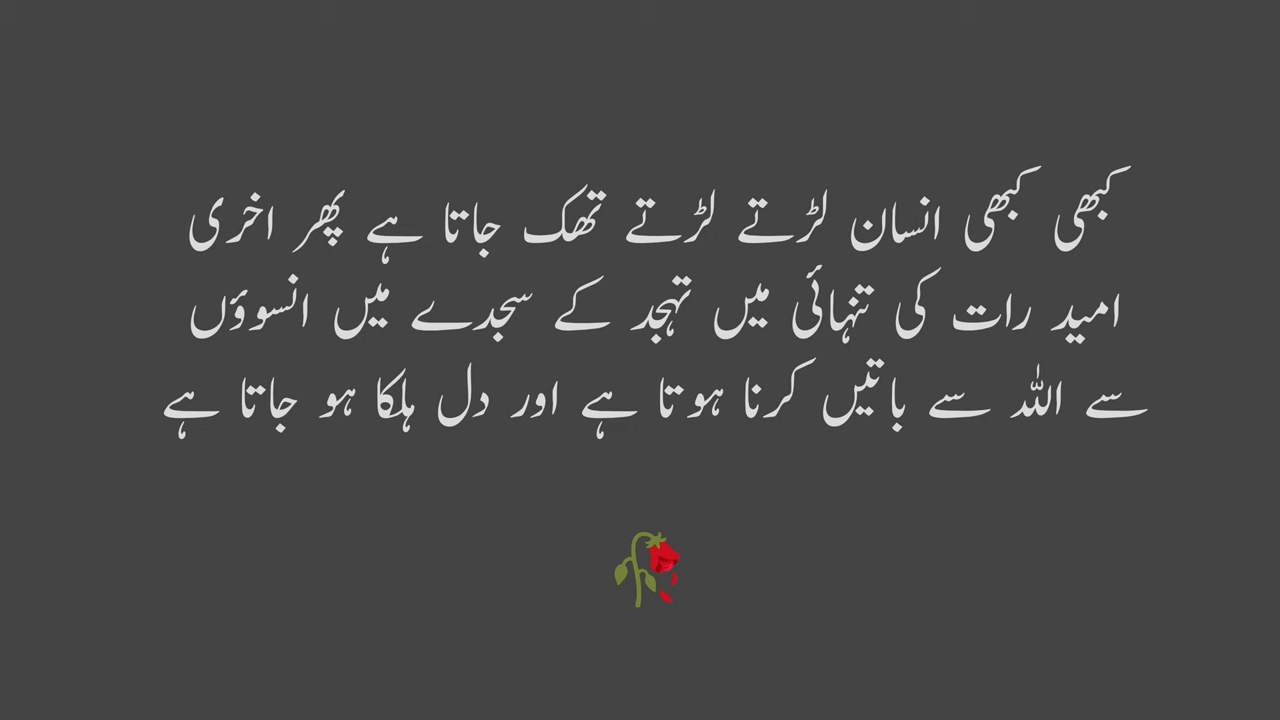 کبھی کبھی انسان لڑتے لڑتے تھک جاتا ہے پھر اخری
امید رات کی تنہائی میں تہجد کے سجدے میں انسوؤں
سے اللہ سے باتیں کرنا ہوتا ہے اور دل ہلکا ہو جاتا ہے